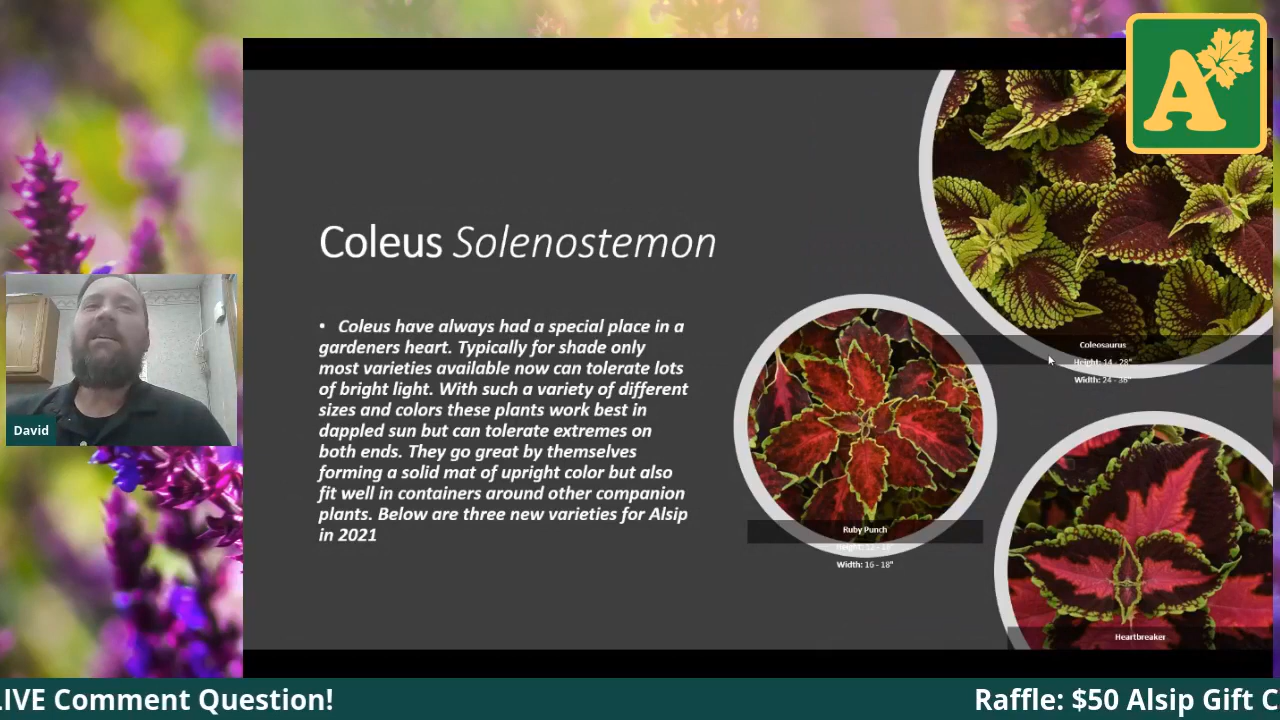 A
Coleus Solenostemon
• Coleus have always had a special place in a
gardeners heart. Typically for shade only
most varieties available now can tolerate lots
of bright light. With such a variety of different
sizes and colors these plants work best in
dappled sun but can tolerate extremes on
both ends. They go great by themselves
forming a solid mat of upright color but also
fit well in containers around other companion
plants. Below are three new varieties for Alsip
in 2021
Coleosaurus
Height: 14 - 28"
Width: 24 - 36"
Ruby Punch
Width: 16 - 18"
Heartbreaker
David
LIVE Comment Question!
Raffle: $50 Alsip Gift C